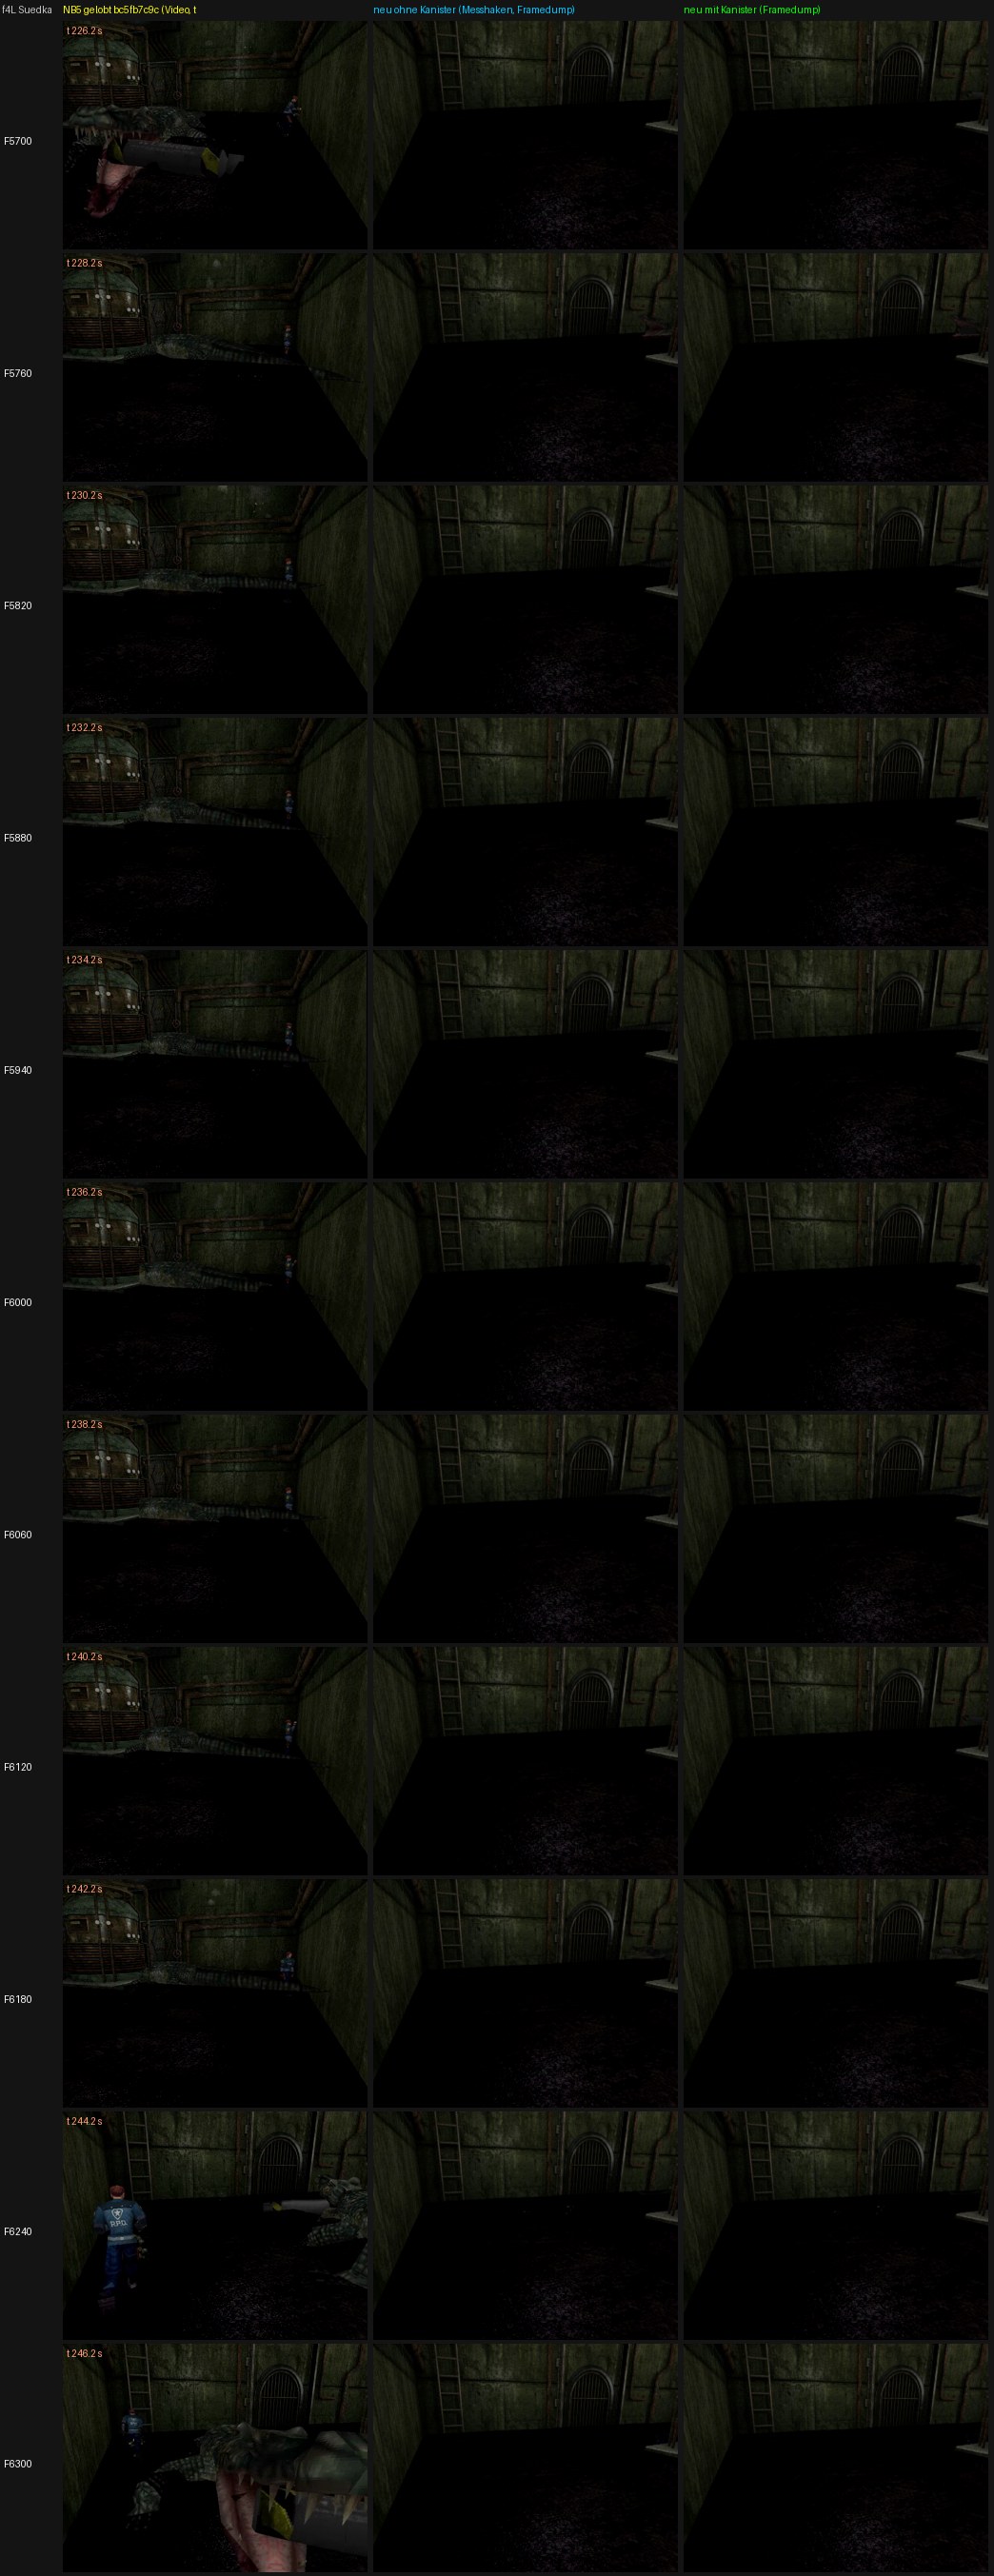 f4L Suedka
NB5 gelobt bc5fb7c9c (Video, t
neu ohne Kanister (Messhaken, Framedump)
neu mit Kanister (Framedump)
t 226.2 s
F5700
t 228.2 s
F5760
t 230.2 s
F5820
t 232.2 s
F5880
t 234.2 s
F5940
t 236.2 s
F6000
t 238.2 s
F6060
t 240.2 s
F6120
t 242.2 s
F6180
t 244.2 s
R.P.D.
F6240
t 246.2 s
F6300